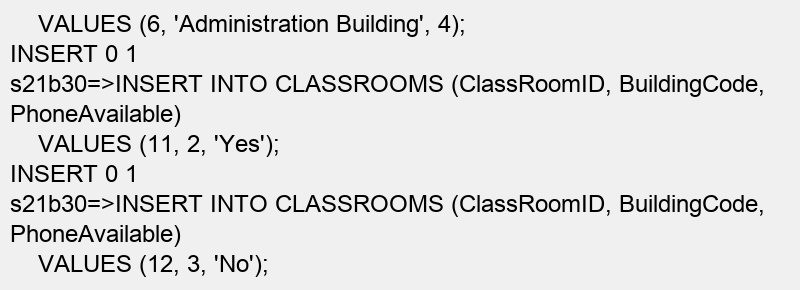 VALUES (6, 'Administration Building', 4);
INSERT 0 1
s21b30=>INSERT INTO CLASSROOMS (ClassRoomID, BuildingCode,
PhoneAvailable)
VALUES (11, 2, 'Yes');
INSERT 0 1
s21b30=>INSERT INTO CLASSROOMS (ClassRoomID, BuildingCode,
PhoneAvailable)
VALUES (12, 3, 'No');